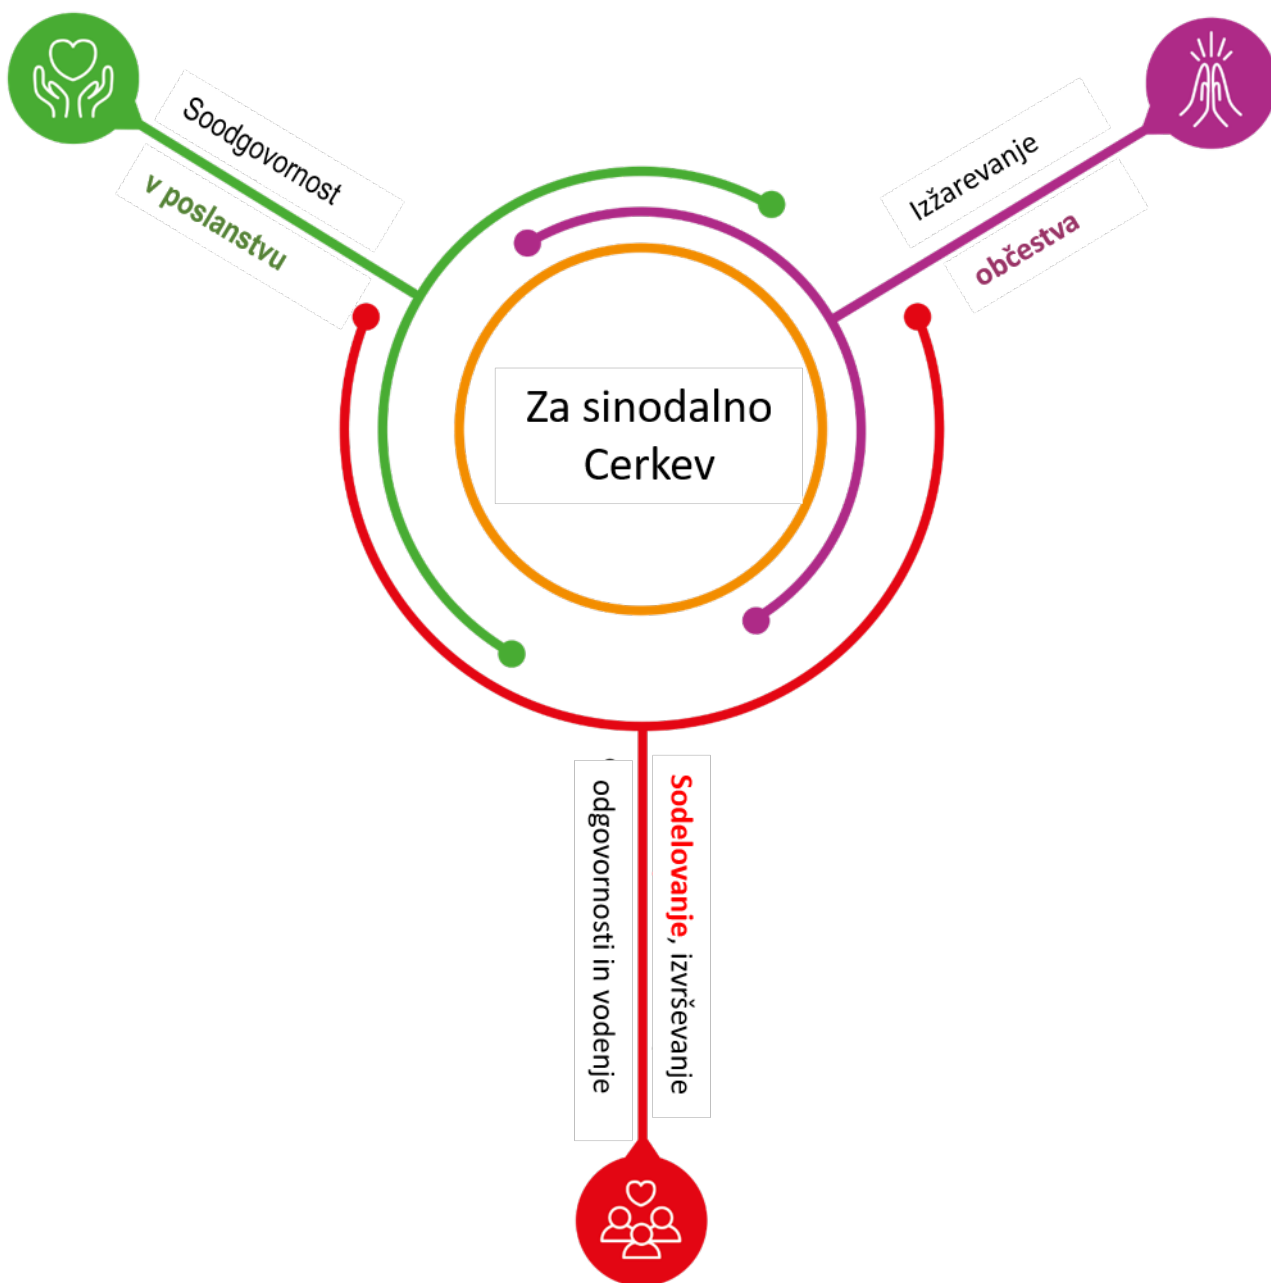 Soodgovornost
v poslanstvu
Izžarevanje
občestva
Za sinodalno
Cerkev
Sodelovanje, izvrševanje
odgovornosti in vodenje